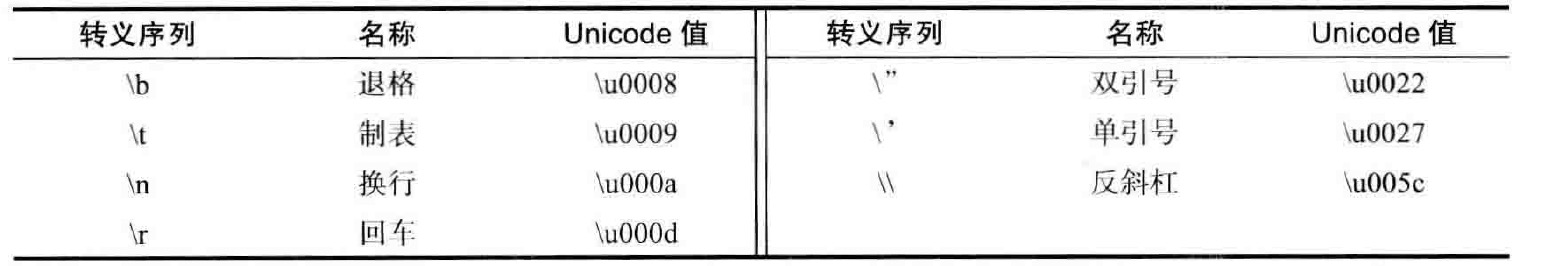 转义序列 名称 Unicode 值 转义序列 名称 Unicode 值
\b 退格 \u0008 \” 双引号 \u0022
\t 制表 \u0009 \’ 单引号 \u0027
\n 换行 \u000a \\ 反斜杠 \u005c
\r 回车 \u000d